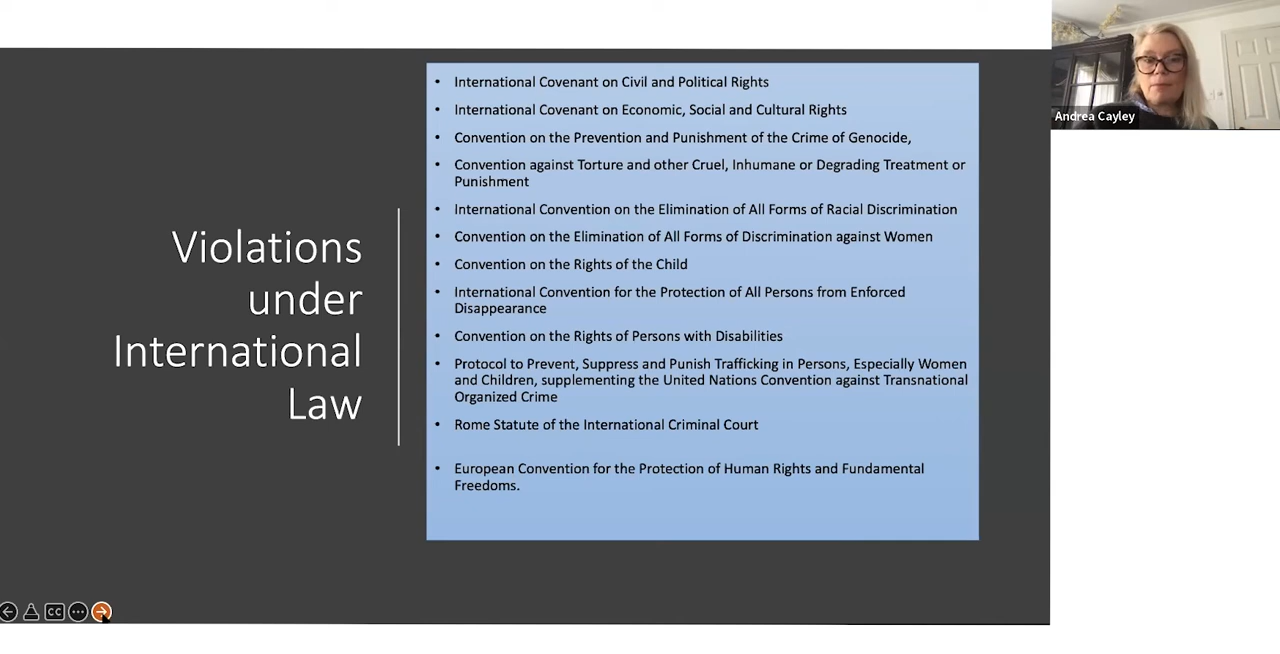 Violations
under
International
Law
• International Covenant on Civil and Political Rights
• International Covenant on Economic, Social and Cultural Rights
• Convention on the Prevention and Punishment of the Crime of Genocide,
• Convention against Torture and other Cruel, Inhumane or Degrading Treatment or
Punishment
• International Convention on the Elimination of All Forms of Racial Discrimination
• Convention on the Elimination of All Forms of Discrimination against Women
• Convention on the Rights of the Child
• International Convention for the Protection of All Persons from Enforced
Disappearance
• Convention on the Rights of Persons with Disabilities
• Protocol to Prevent, Suppress and Punish Trafficking in Persons, Especially Women
and Children, supplementing the United Nations Convention against Transnational
Organized Crime
• Rome Statute of the International Criminal Court
• European Convention for the Protection of Human Rights and Fundamental
Freedoms.
Andrea Cayley
CC